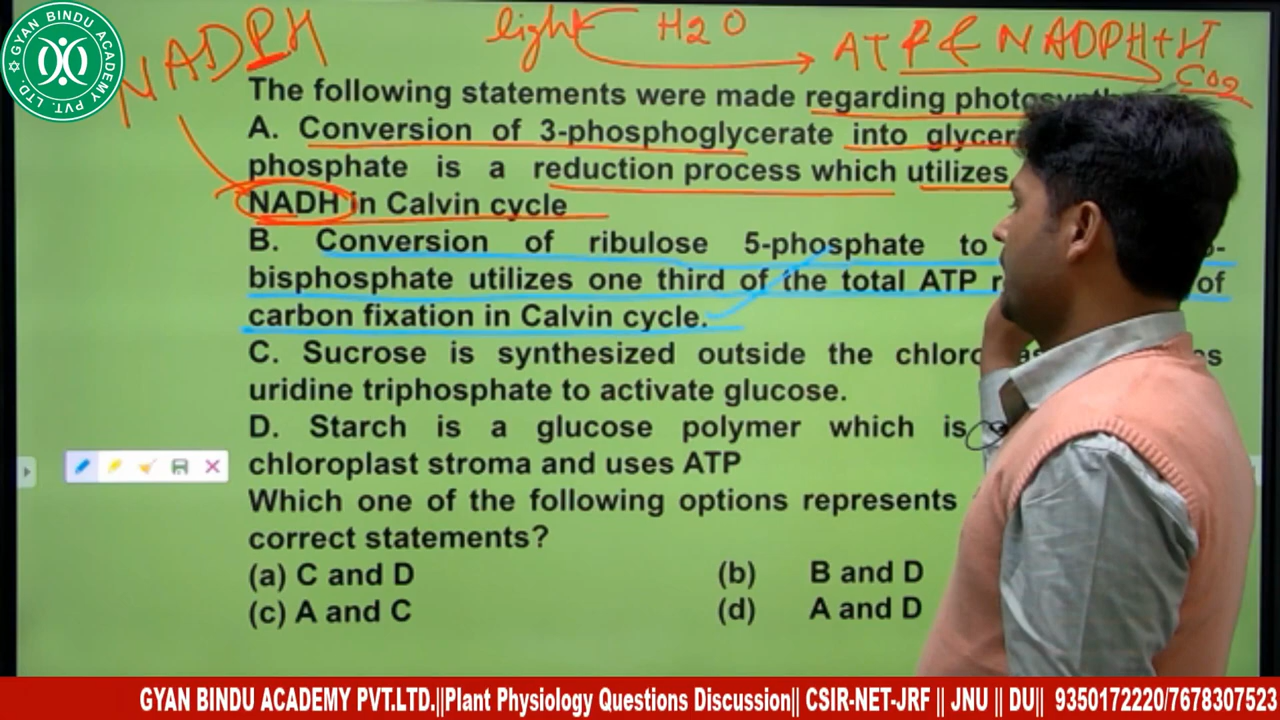 GYAN BINDU ACADEMY PVT. LTD.
NADPH
light H2O ATP & NADPH+H
CO2
The following statements were made regarding
A. Conversion of 3-phosphoglycerate into
phosphate is a reduction process which utilizes
NADH in Calvin cycle
B. Conversion of ribulose 5-phosphate to
bisphosphate utilizes one third of the total ATP of
carbon fixation in Calvin cycle.
C. Sucrose is synthesized outside the
uridine triphosphate to activate glucose.
D. Starch is a glucose polymer which is
chloroplast stroma and uses ATP
Which one of the following options represents
correct statements?
(a) C and D (b) B and D
(c) A and C (d) A and D
GYAN BINDU ACADEMY PVT.LTD.||Plant Physiology Questions Discussion|| CSIR-NET-JRF || JNU || DU|| 9350172220/7678307523